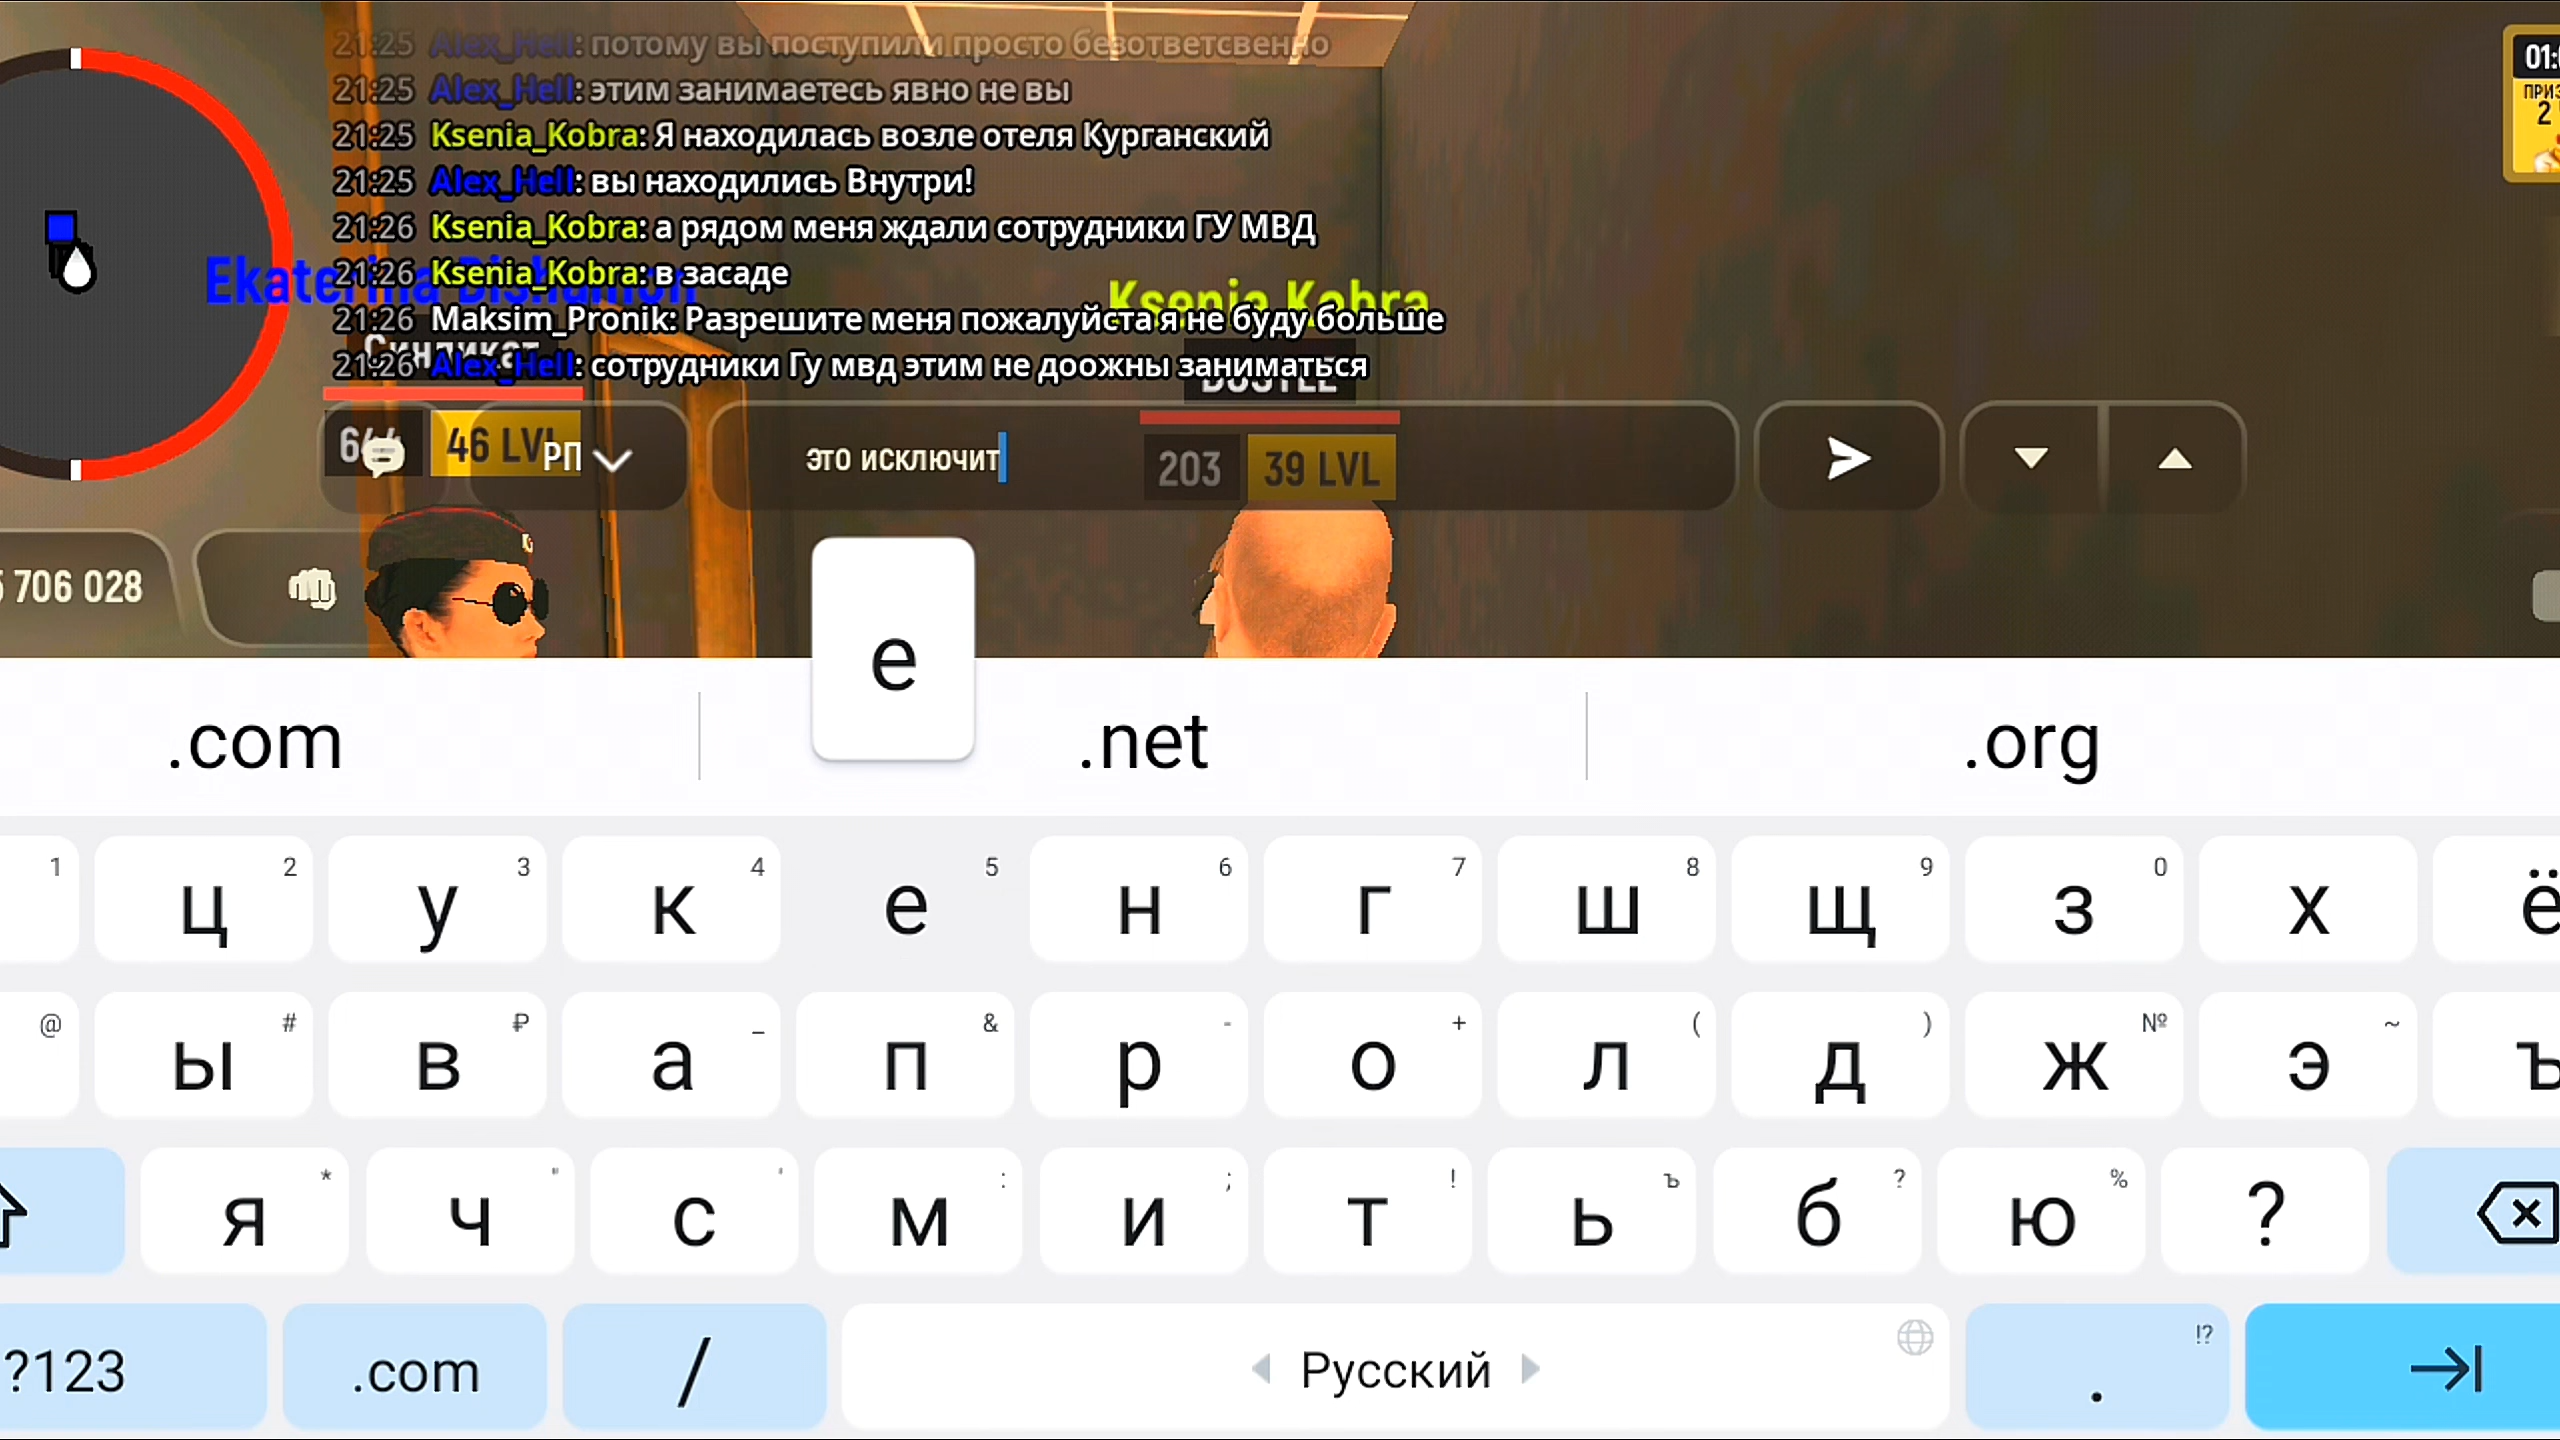 21:25 Alex_Hell: потому вы поступили просто безответсвенно
21:25 Alex_Hell: этим занимаетесь явно не вы
21:25 Ksenia_Kobra: Я находилась возле отеля Курганский
21:25 Alex_Hell: вы находились Внутри!
21:26 Ksenia_Kobra: а рядом меня ждали сотрудники ГУ МВД
21:26 Ksenia_Kobra: в засаде
21:26 Maksim_Pronik: Разрешите меня пожалуйста я не буду больше
21:26 Alex_Hell: сотрудники Гу мвд этим не доожны заниматься
Ksenia Kobra
Синдикат
46 LVL
РП
это исключит
203 39 LVL
706 028
01:
2
.com .net .org
1 ц 2 у 3 к 4 е 5 н 6 г 7 ш 8 щ 9 з 0 х ё
е
@ ы # в ₽ а _ п & р - о + л ( д ) ж № э ~ ъ
я * ч " с ' м : и ; т ! ь ъ б ? ю % ?
?123 .com / Русский . !?